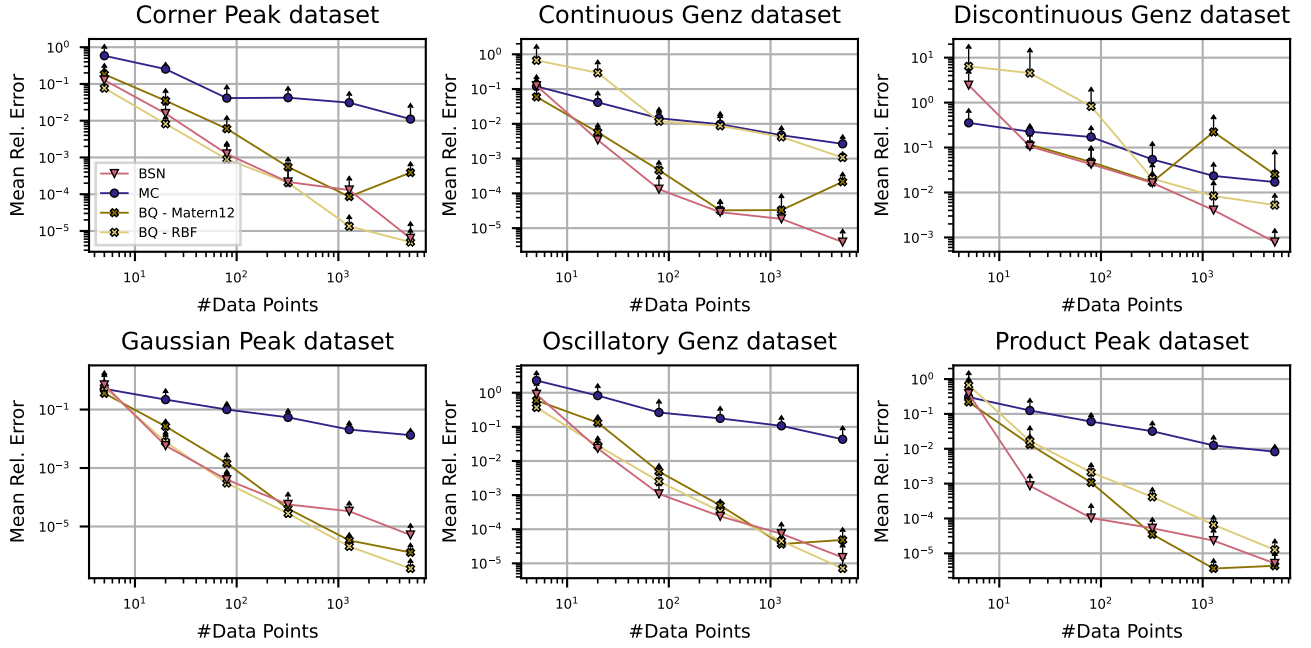 Corner Peak dataset
Mean Rel. Error
10^0
10^-1
10^-2
10^-3
10^-4
10^-5
BSN
MC
BQ - Matern12
BQ - RBF
10^1 10^2 10^3
#Data Points
Continuous Genz dataset
Mean Rel. Error
10^0
10^-1
10^-2
10^-3
10^-4
10^-5
10^1 10^2 10^3
#Data Points
Discontinuous Genz dataset
Mean Rel. Error
10^1
10^0
10^-1
10^-2
10^-3
10^1 10^2 10^3
#Data Points
Gaussian Peak dataset
Mean Rel. Error
10^-1
10^-3
10^-5
10^1 10^2 10^3
#Data Points
Oscillatory Genz dataset
Mean Rel. Error
10^0
10^-1
10^-2
10^-3
10^-4
10^-5
10^1 10^2 10^3
#Data Points
Product Peak dataset
Mean Rel. Error
10^0
10^-1
10^-2
10^-3
10^-4
10^-5
10^1 10^2 10^3
#Data Points